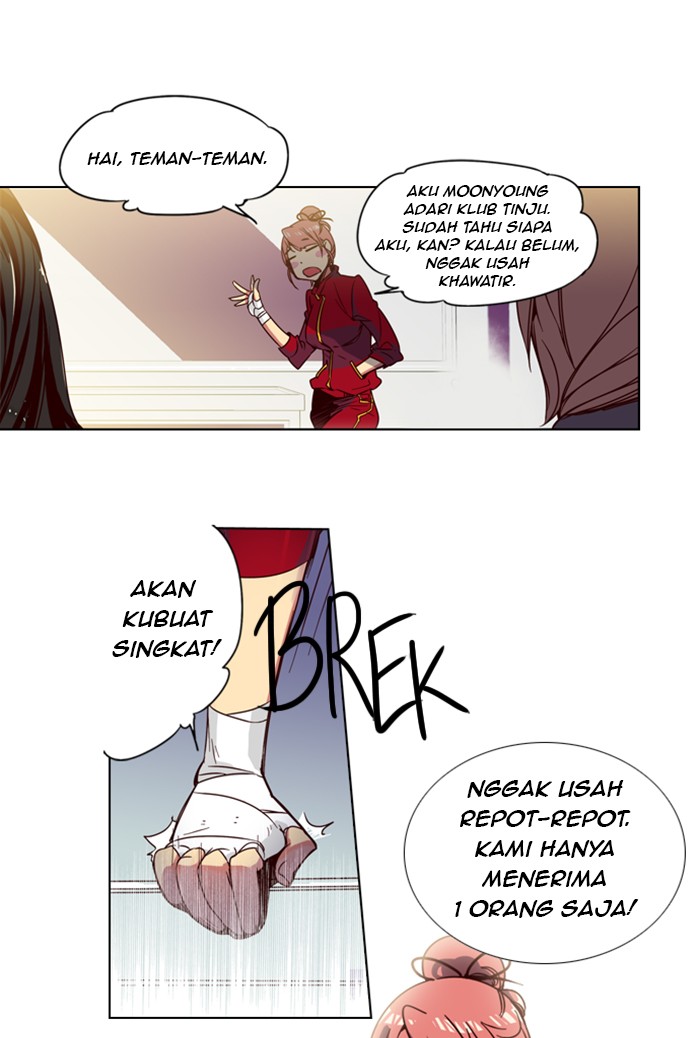 HAI, TEMAN-TEMAN.
AKU MOONYOUNG
ADARI KLUB TINJU.
SUDAH TAHU SIAPA
AKU, KAN? KALAU BELUM,
NGGAK USAH
KHAWATIR.
AKAN
KUBUAT
SINGKAT!
BREK
NGGAK USAH
REPOT-REPOT.
KAMI HANYA
MENERIMA
1 ORANG SAJA!